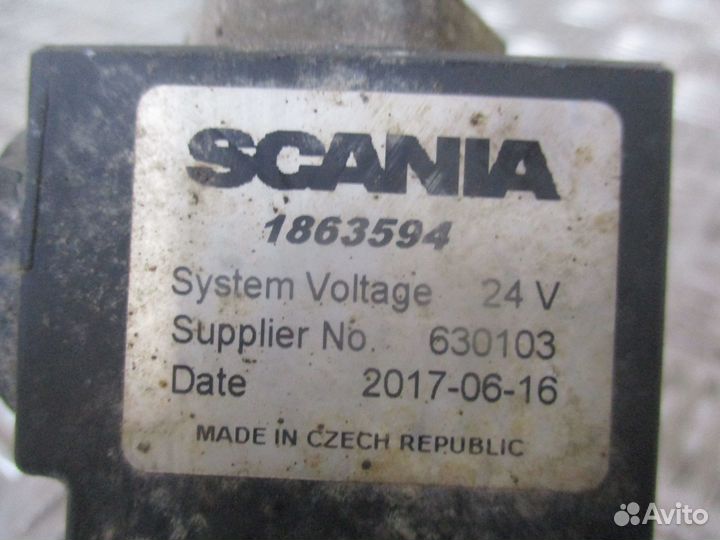 SCANIA
1863594
System Voltage 24 V
Supplier No. 630103
Date 2017-06-16
MADE IN CZECH REPUBLIC
Avito